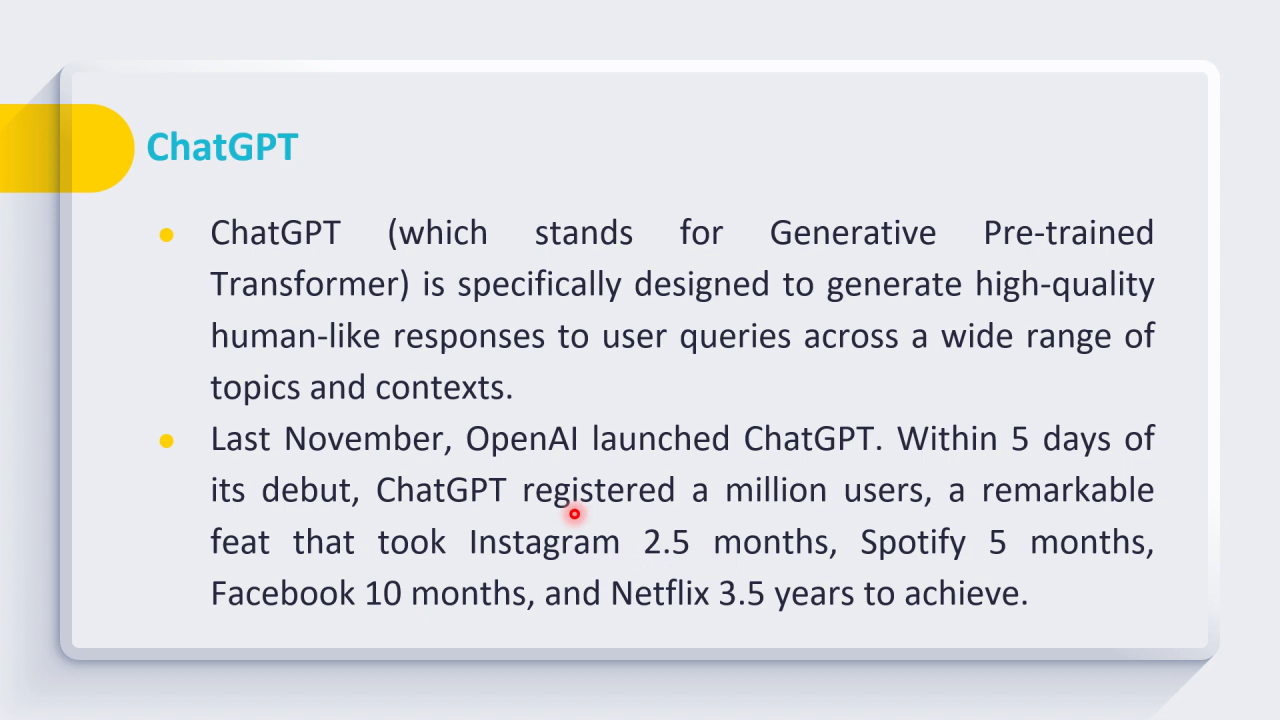 ChatGPT
ChatGPT (which stands for Generative Pre-trained
Transformer) is specifically designed to generate high-quality
human-like responses to user queries across a wide range of
topics and contexts.
Last November, OpenAI launched ChatGPT. Within 5 days of
its debut, ChatGPT registered a million users, a remarkable
feat that took Instagram 2.5 months, Spotify 5 months,
Facebook 10 months, and Netflix 3.5 years to achieve.